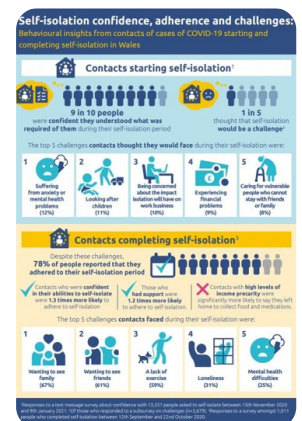 Self-isolation confidence, adherence and challenges:
Behavioural insights from contacts of cases of COVID-19 starting and
completing self-isolation in Wales
Contacts starting self-isolation¹
9 in 10 people
were confident they understood what was
required of them during their self-isolation period
1 in 5
thought that self-isolation
would be a challenge²
The top 5 challenges contacts thought they would face during their self-isolation were:
1
Suffering
from anxiety or
mental health
problems
(12%)
2
Looking after
children
(11%)
3
Being concerned
about the impact
isolation will have on
work business
(10%)
4
Experiencing
financial
problems
(9%)
5
Caring for vulnerable
people who cannot
stay with friends
or family
(8%)
Contacts completing self-isolation³
Despite these challenges,
78% of people reported that they
adhered to their self-isolation period
Contacts who were confident
in their abilities to self-isolate
were 1.3 times more likely to
adhere to self-isolation
Those who
had support were
1.2 times more likely
to adhere to self-isolation.
Contacts with high levels of
income precarity were
significantly more likely to say they left
home to collect food and medications.
The top 5 challenges contacts faced during their self-isolation were:
1
Wanting to see
family
(67%)
2
Wanting to see
friends
(61%)
3
A lack of
exercise
(59%)
4
Loneliness
(31%)
5
Mental health
difficulties
(25%)